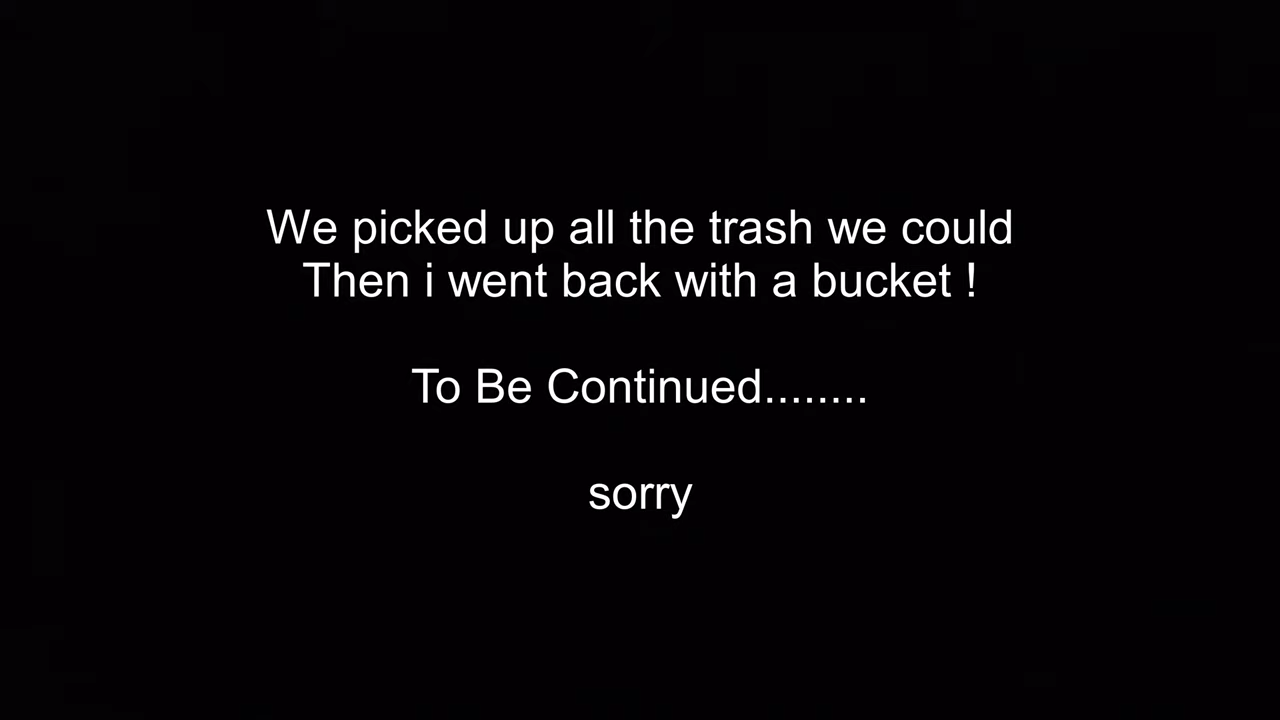 We picked up all the trash we could
Then i went back with a bucket !
To Be Continued........
sorry